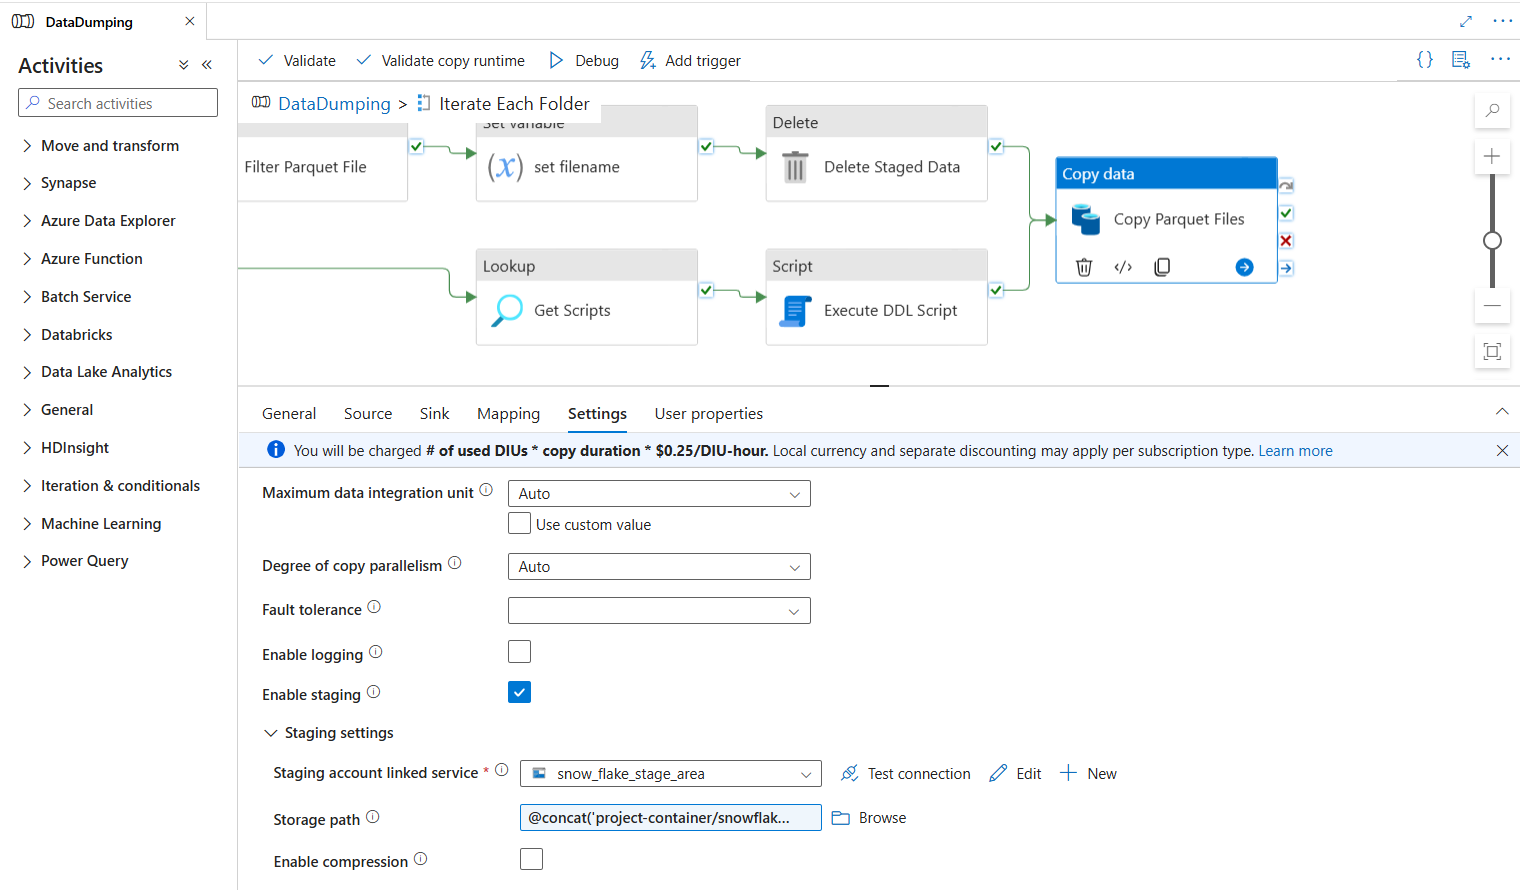 DataDumping
Activities
Search activities
Move and transform
Synapse
Azure Data Explorer
Azure Function
Batch Service
Databricks
Data Lake Analytics
General
HDInsight
Iteration & conditionals
Machine Learning
Power Query
Validate
Validate copy runtime
Debug
Add trigger
{}
DataDumping > Iterate Each Folder
Filter Parquet File
Set variable
(x) set filename
Delete
Delete Staged Data
Copy data
Copy Parquet Files
</>
Lookup
Get Scripts
Script
Execute DDL Script
General
Source
Sink
Mapping
Settings
User properties
You will be charged # of used DIUs * copy duration * $0.25/DIU-hour. Local currency and separate discounting may apply per subscription type. Learn more
Maximum data integration unit
Auto
Use custom value
Degree of copy parallelism
Auto
Fault tolerance
Enable logging
Enable staging
Staging settings
Staging account linked service *
snow_flake_stage_area
Test connection
Edit
New
Storage path
@concat('project-container/snowflak...
Browse
Enable compression